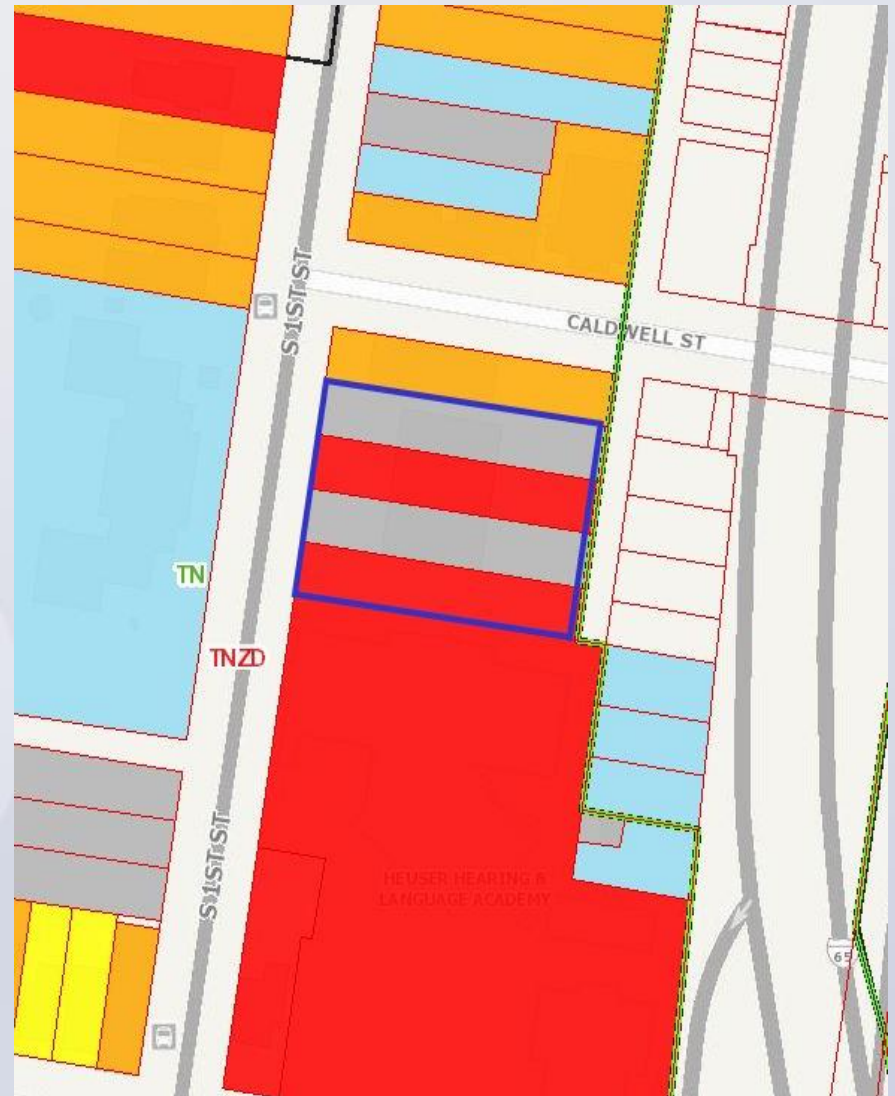 S 1ST ST
CALDWELL ST
TN
TNZD
S 1ST ST
HEUSER HEARING &
LANGUAGE ACADEMY
65